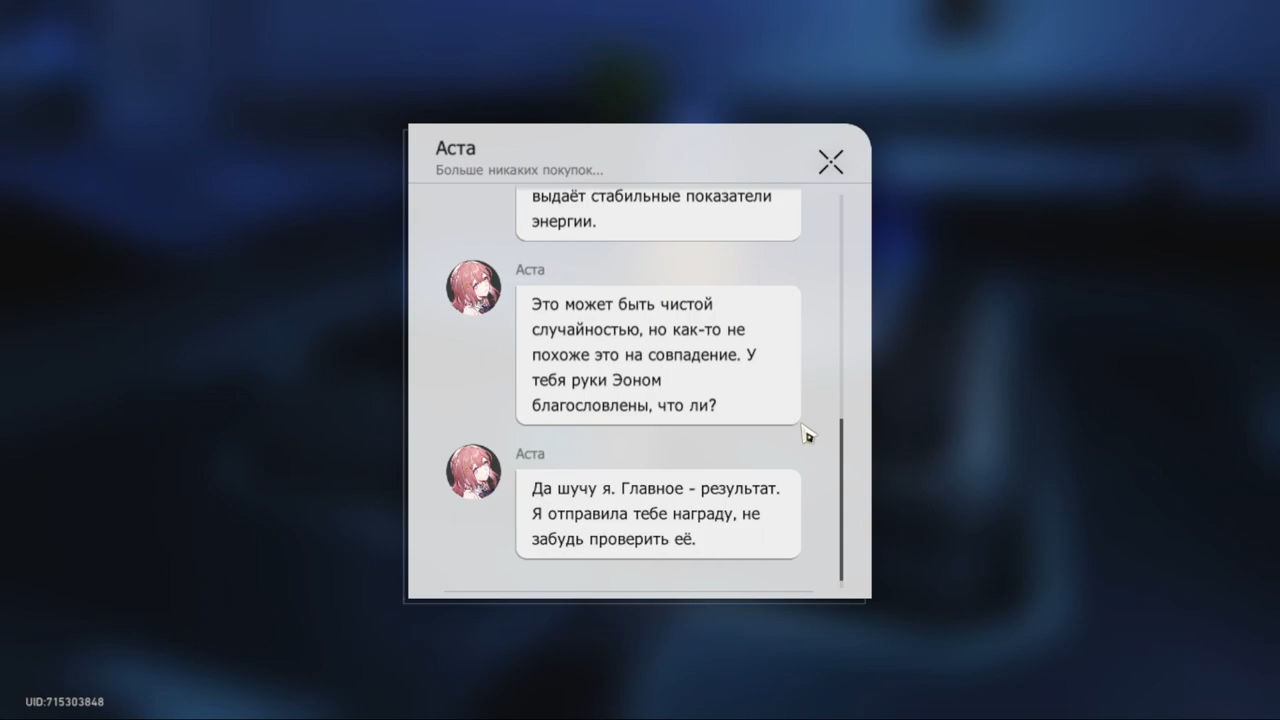 Аста
Больше никаких покупок...
выдаёт стабильные показатели
энергии.
Аста
Это может быть чистой
случайностью, но как-то не
похоже это на совпадение. У
тебя руки Эоном
благословлены, что ли?
Аста
Да шучу я. Главное - результат.
Я отправила тебе награду, не
забудь проверить её.
UID:715303848